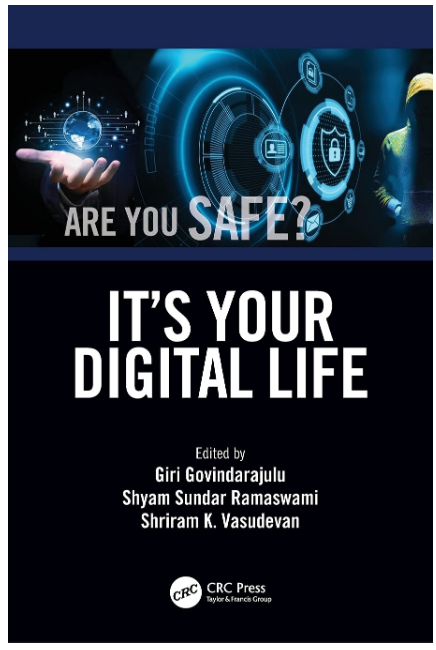 ARE YOU SAFE?
IT'S YOUR
DIGITAL LIFE
Edited by
Giri Govindarajulu
Shyam Sundar Ramaswami
Shriram K. Vasudevan
CRC
CRC Press
Taylor & Francis Group